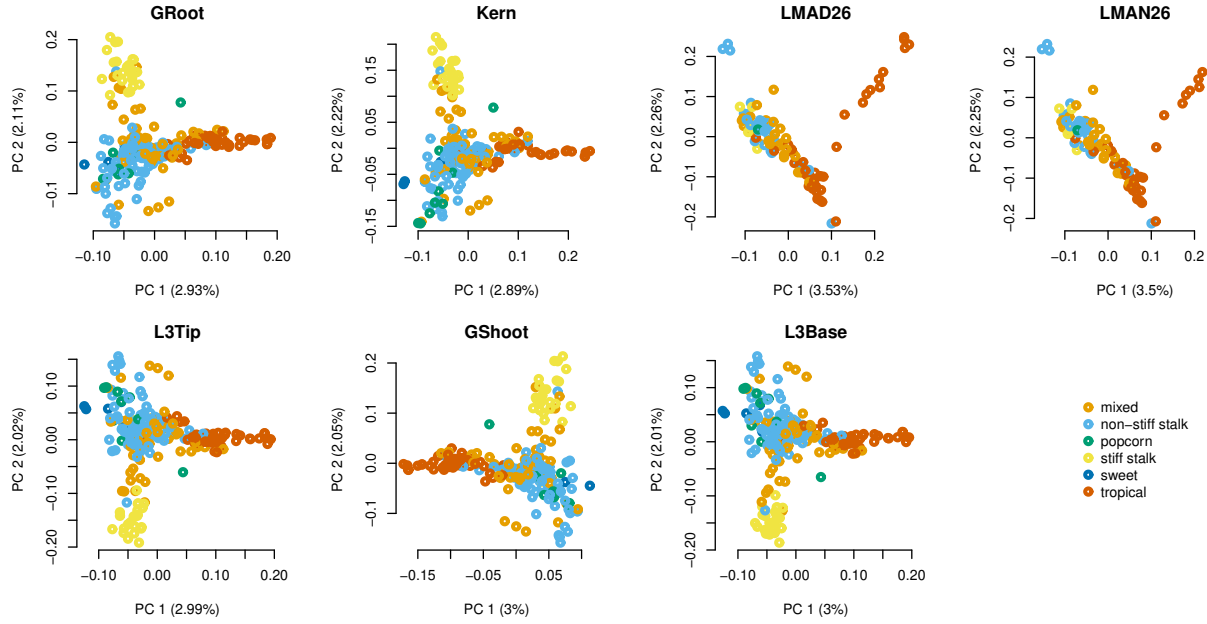 GRoot
PC 2 (2.11%)
0.2
0.1
0.0
−0.1
−0.10
0.00
0.10
0.20
PC 1 (2.93%)
Kern
PC 2 (2.22%)
0.15
0.05
−0.05
−0.15
−0.1
0.0
0.1
0.2
PC 1 (2.89%)
LMAD26
PC 2 (2.26%)
0.2
0.1
0.0
−0.1
−0.2
−0.1
0.0
0.1
0.2
PC 1 (3.53%)
LMAN26
PC 2 (2.25%)
0.2
0.1
0.0
−0.1
−0.2
−0.1
0.0
0.1
0.2
PC 1 (3.5%)
L3Tip
PC 2 (2.02%)
0.10
0.00
−0.10
−0.20
−0.10
0.00
0.10
0.20
PC 1 (2.99%)
GShoot
PC 2 (2.05%)
0.2
0.1
0.0
−0.1
−0.15
−0.05
0.05
PC 1 (3%)
L3Base
PC 2 (2.01%)
0.10
0.00
−0.10
−0.20
−0.10
0.00
0.10
0.20
PC 1 (3%)
mixed
non−stiff stalk
popcorn
stiff stalk
sweet
tropical